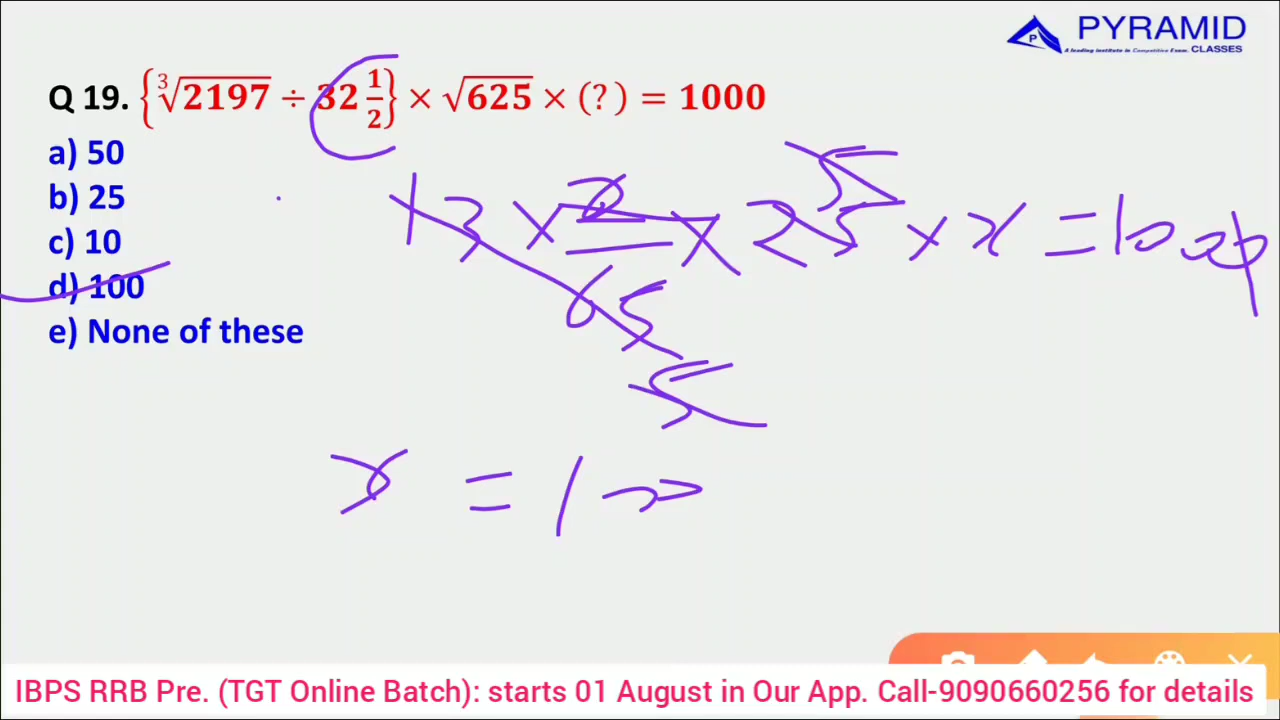 PYRAMID
A leading institute in Competitive Exam. CLASSES
Q 19. {∛2197 ÷ 32 1/2} × √625 × (?) = 1000
a) 50
b) 25
c) 10
d) 100
e) None of these
5
13 × 2 × 25 × x = 1000
65
5
x = 100
IBPS RRB Pre. (TGT Online Batch): starts 01 August in Our App. Call-9090660256 for details